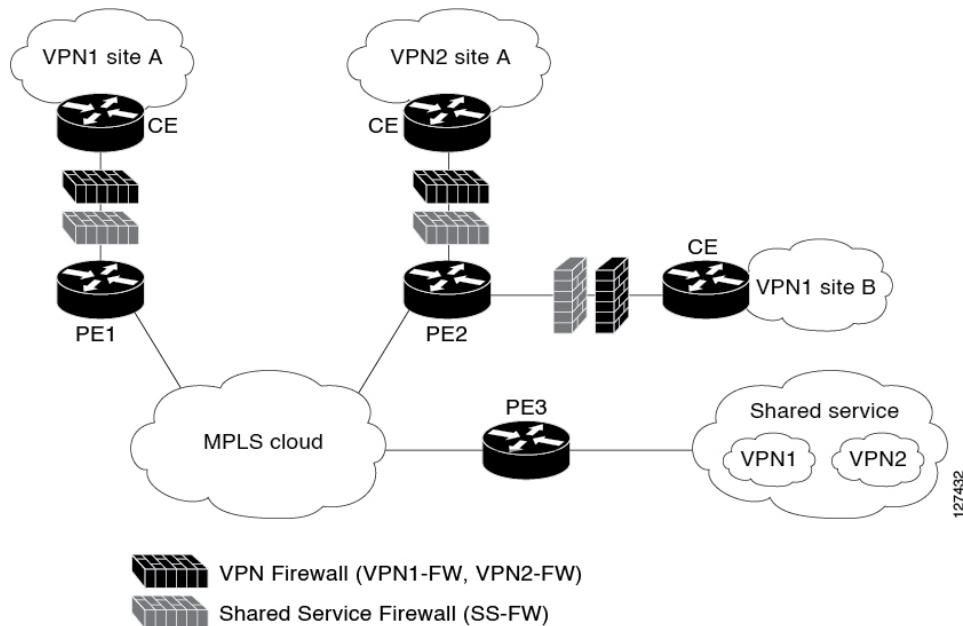 VPN1 site A
VPN2 site A
CE
CE
CE
VPN1 site B
PE1
PE2
PE3
Shared service
MPLS cloud
VPN1
VPN2
127432
VPN Firewall (VPN1-FW, VPN2-FW)
Shared Service Firewall (SS-FW)